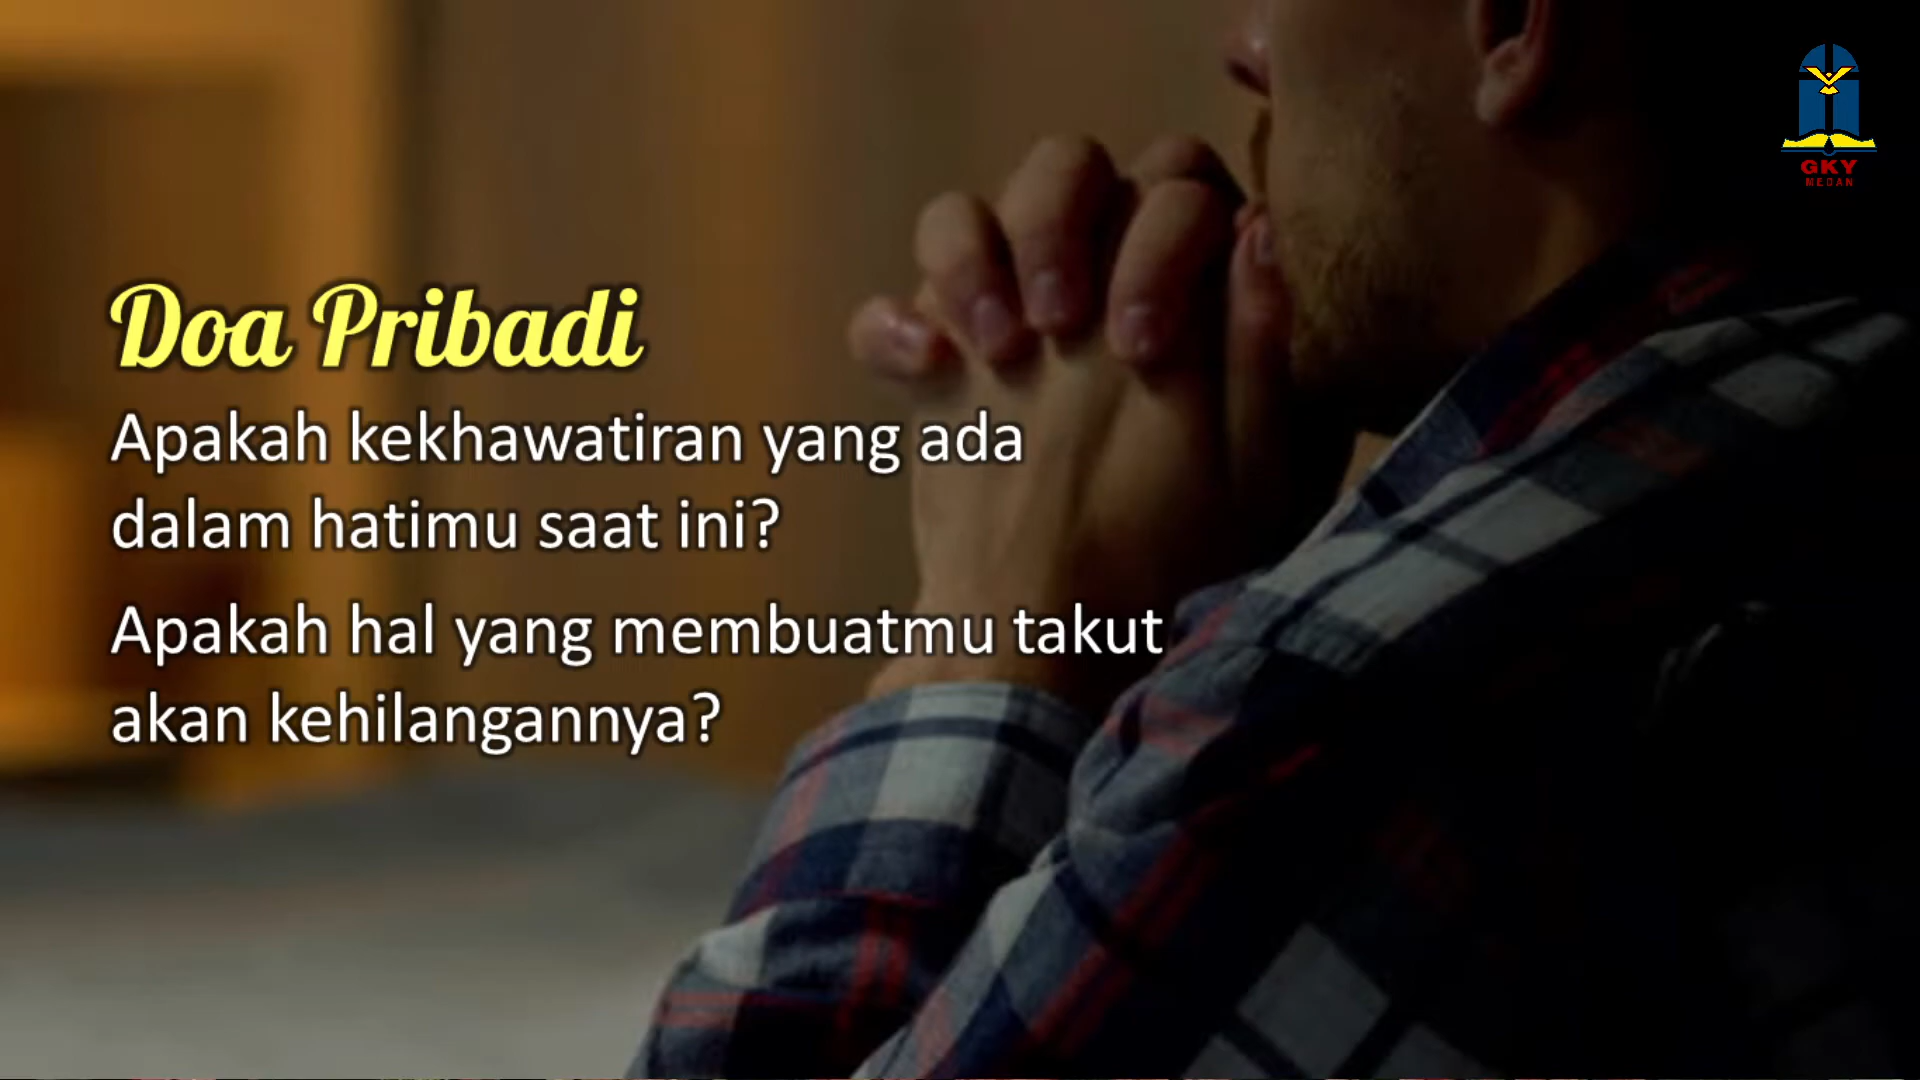 GKY
MEDAN
Doa Pribadi
Apakah kekhawatiran yang ada
dalam hatimu saat ini?
Apakah hal yang membuatmu takut
akan kehilangannya?